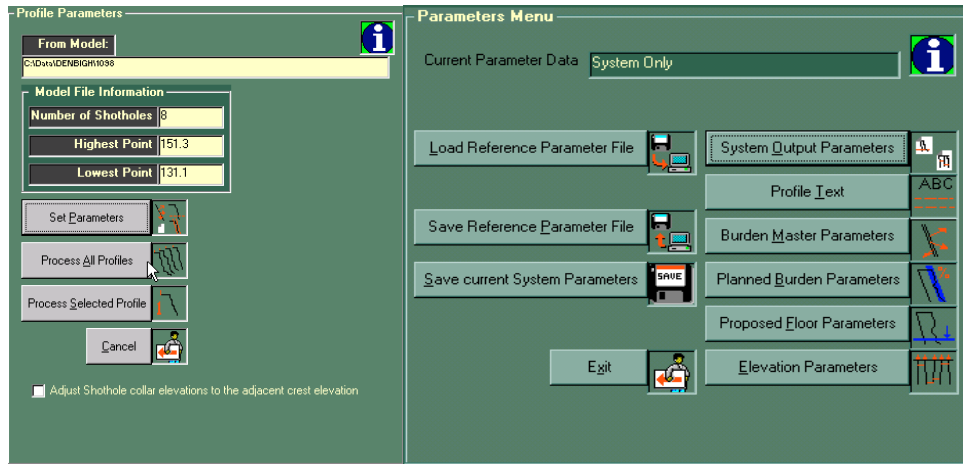 Profile Parameters
From Model:
C:\Data\DENBIGH\1098
Model File Information
Number of Shotholes 8
Highest Point 151.3
Lowest Point 131.1
Set Parameters
Process All Profiles
Process Selected Profile
Cancel
Adjust Shothole collar elevations to the adjacent crest elevation
Parameters Menu
Current Parameter Data System Only
Load Reference Parameter File
Save Reference Parameter File
Save current System Parameters
SAVE
Exit
System Output Parameters
Profile Text
ABC
Burden Master Parameters
Planned Burden Parameters
Proposed Floor Parameters
Elevation Parameters